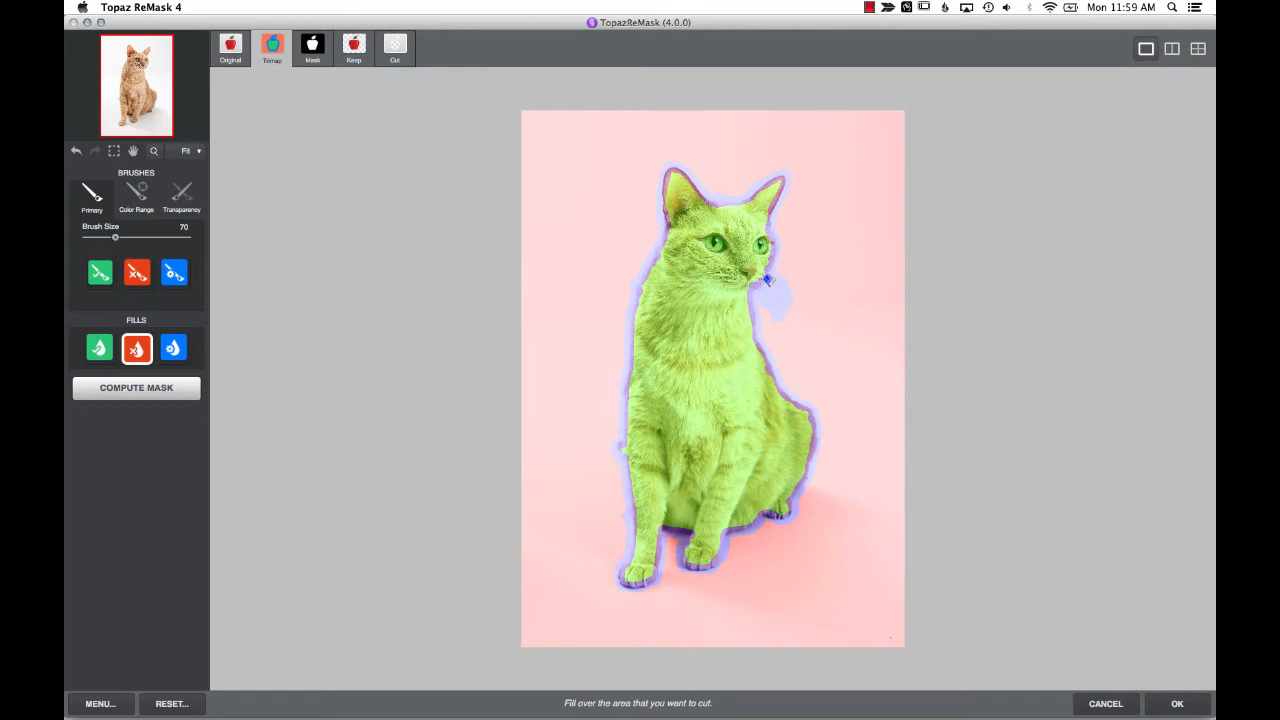 Topaz ReMask 4
Mon 11:59 AM
TopazReMask (4.0.0)
Original
Trimap
Mask
Keep
Cut
Fit
BRUSHES
Primary
Color Range
Transparency
Brush Size 70
FILLS
COMPUTE MASK
MENU...
RESET...
Fill over the area that you want to cut.
CANCEL
OK